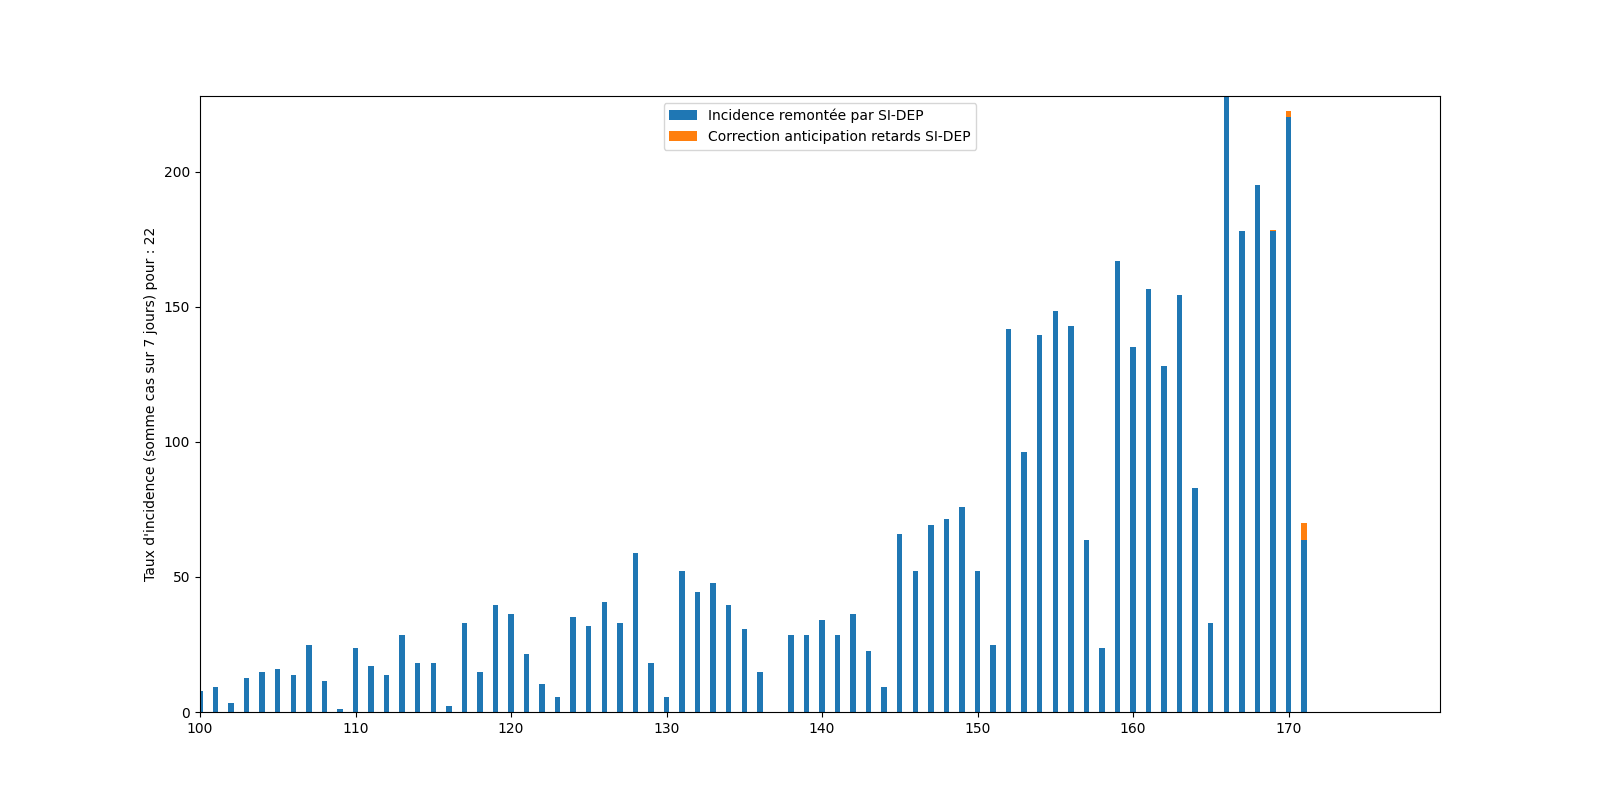 Incidence remontée par SI-DEP
Correction anticipation retards SI-DEP
Taux d'incidence (somme cas sur 7 jours) pour : 22
200
150
100
50
0
100 110 120 130 140 150 160 170